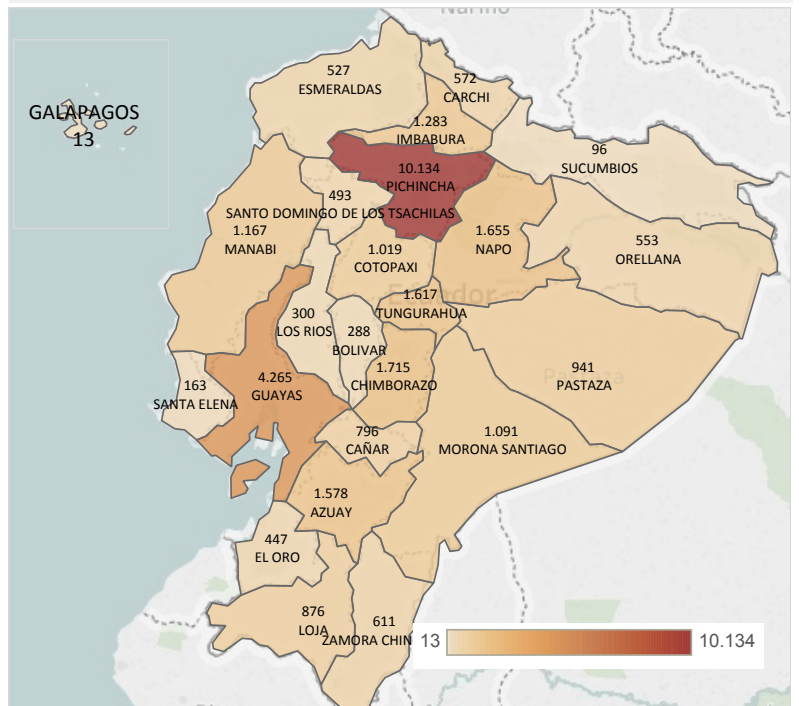 Nariño
527
ESMERALDAS
572
CARCHI
GALAPAGOS
13
1.283
IMBABURA
96
SUCUMBIOS
10.134
PICHINCHA
493
SANTO DOMINGO DE LOS TSACHILAS
1.167
MANABI
1.655
NAPO
553
ORELLANA
1.019
COTOPAXI
Ecuador
1.617
TUNGURAHUA
300
LOS RIOS
288
BOLIVAR
1.715
CHIMBORAZO
941
Pastaza
PASTAZA
163
SANTA ELENA
4.265
GUAYAS
796
CAÑAR
1.091
MORONA SANTIAGO
1.578
AZUAY
447
EL ORO
876
LOJA
611
ZAMORA CHIN
13
10.134